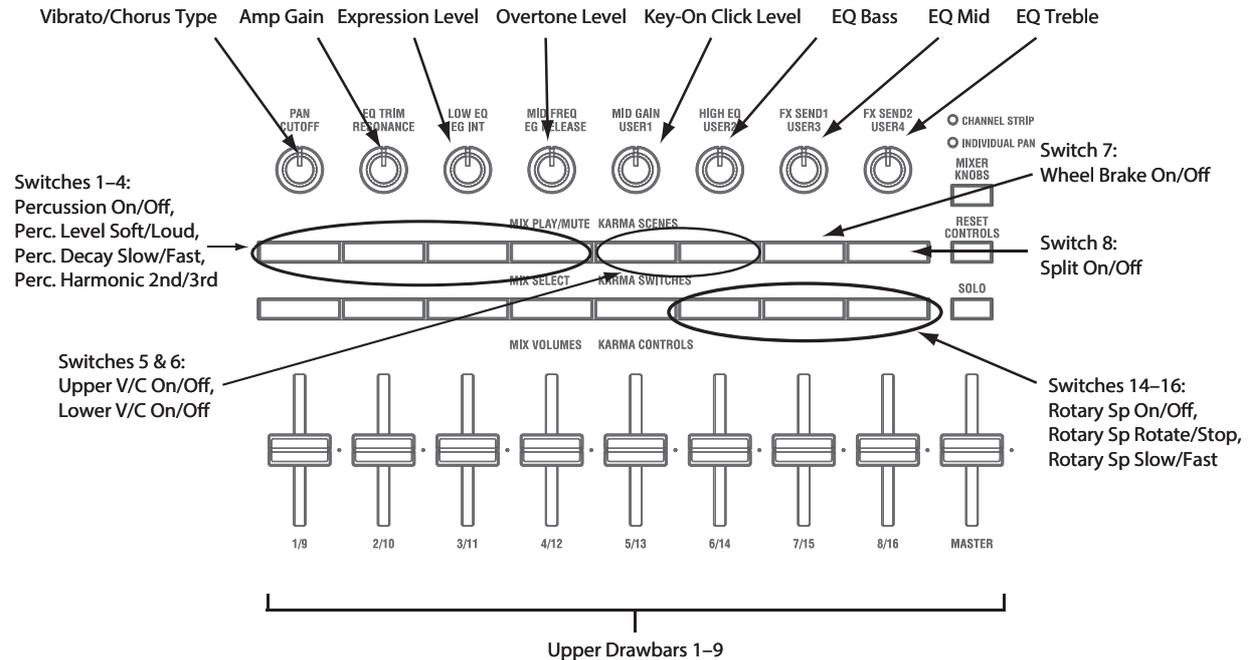 Vibrato/Chorus Type
Amp Gain
Expression Level
Overtone Level
Key-On Click Level
EQ Bass
EQ Mid
EQ Treble
PAN
CUTOFF
EQ TRIM
RESONANCE
LOW EQ
EG INT
MID FREQ
EG RELEASE
MID GAIN
USER1
HIGH EQ
USER2
FX SEND1
USER3
FX SEND2
USER4
CHANNEL STRIP
INDIVIDUAL PAN
MIXER
KNOBS
Switch 7:
Wheel Brake On/Off
Switches 1–4:
Percussion On/Off,
Perc. Level Soft/Loud,
Perc. Decay Slow/Fast,
Perc. Harmonic 2nd/3rd
MIX PLAY/MUTE
KARMA SCENES
RESET
CONTROLS
Switch 8:
Split On/Off
MIX SELECT
KARMA SWITCHES
SOLO
MIX VOLUMES
KARMA CONTROLS
Switches 5 & 6:
Upper V/C On/Off,
Lower V/C On/Off
Switches 14–16:
Rotary Sp On/Off,
Rotary Sp Rotate/Stop,
Rotary Sp Slow/Fast
1/9
2/10
3/11
4/12
5/13
6/14
7/15
8/16
MASTER
Upper Drawbars 1–9